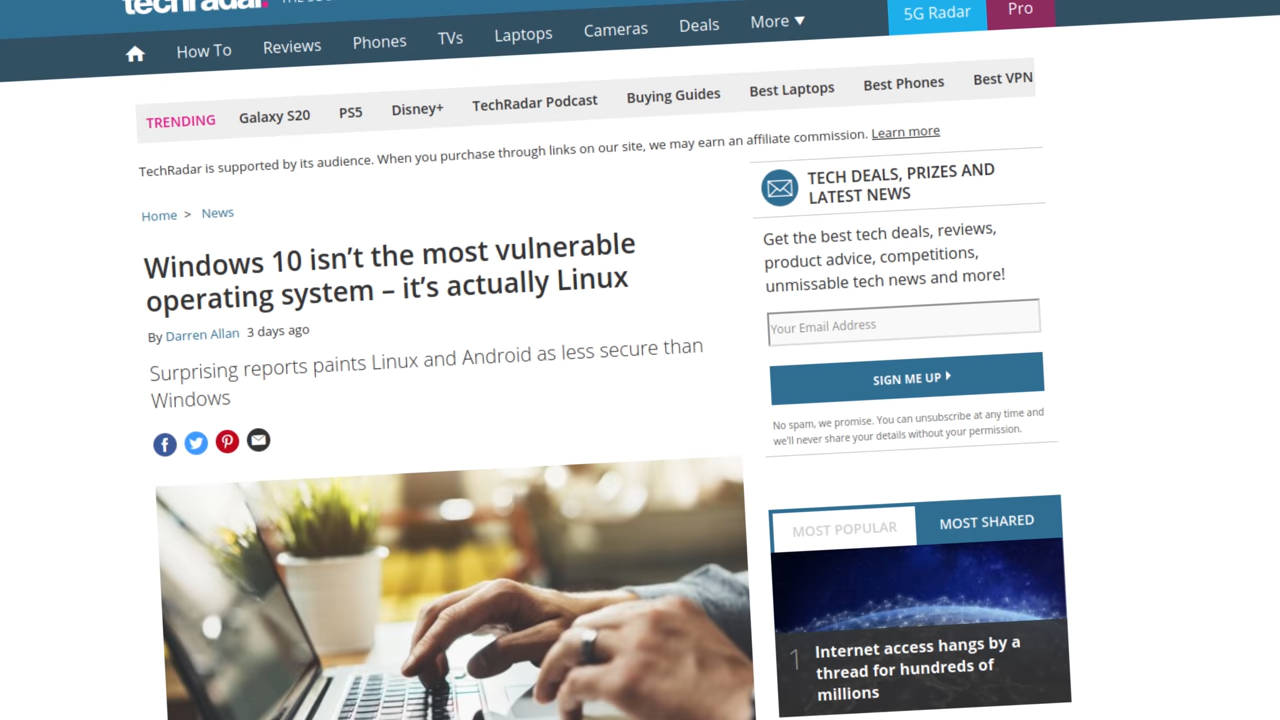 techradar.
How To
Reviews
Phones
TVs
Laptops
Cameras
Deals
More
5G Radar
Pro
TRENDING
Galaxy S20
PS5
Disney+
TechRadar Podcast
Buying Guides
Best Laptops
Best Phones
Best VPN
TechRadar is supported by its audience. When you purchase through links on our site, we may earn an affiliate commission. Learn more
Home > News
Windows 10 isn’t the most vulnerable
operating system – it’s actually Linux
By Darren Allan 3 days ago
Surprising reports paints Linux and Android as less secure than
Windows
TECH DEALS, PRIZES AND
LATEST NEWS
Get the best tech deals, reviews,
product advice, competitions,
unmissable tech news and more!
Your Email Address
SIGN ME UP
No spam, we promise. You can unsubscribe at any time and
we'll never share your details without your permission.
MOST POPULAR
MOST SHARED
1
Internet access hangs by a
thread for hundreds of
millions